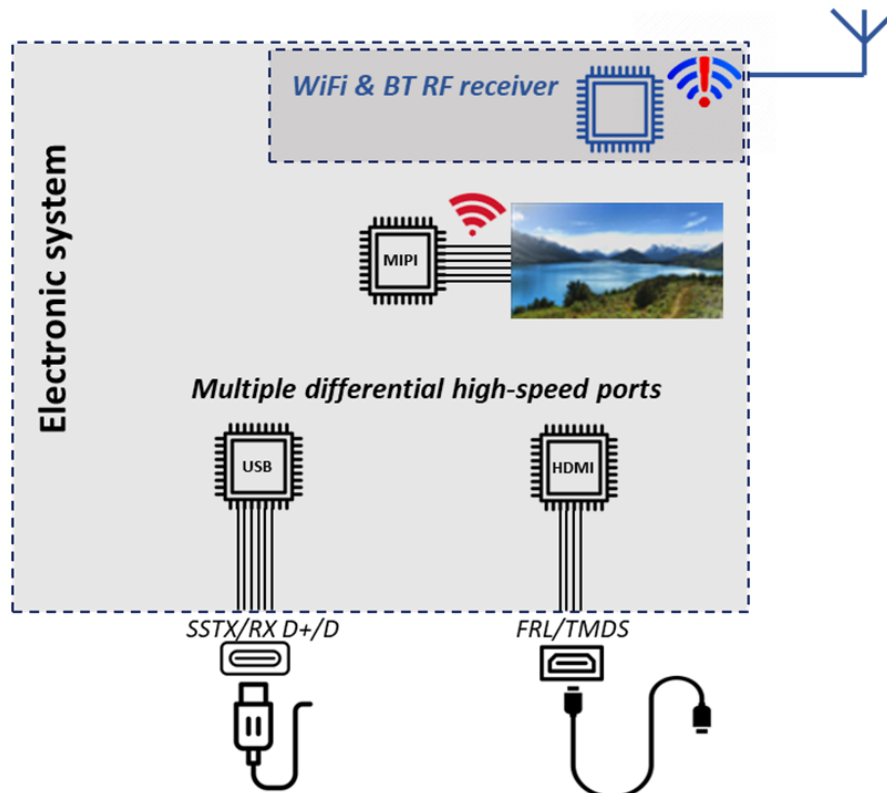 WiFi & BT RF receiver
Electronic system
MIPI
Multiple differential high-speed ports
USB
HDMI
SSTX/RX D+/D
FRL/TMDS